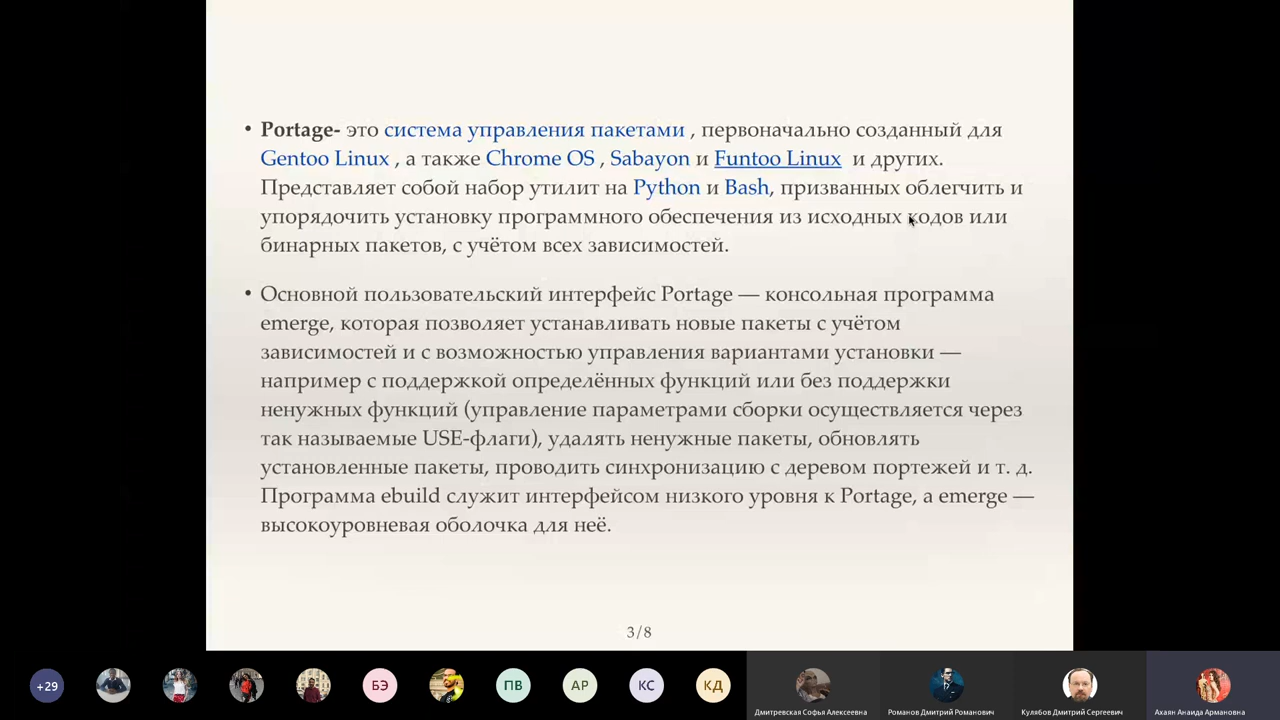 • Portage- это система управления пакетами , первоначально созданный для
Gentoo Linux , а также Chrome OS , Sabayon и Funtoo Linux и других.
Представляет собой набор утилит на Python и Bash, призванных облегчить и
упорядочить установку программного обеспечения из исходных кодов или
бинарных пакетов, с учётом всех зависимостей.
• Основной пользовательский интерфейс Portage — консольная программа
emerge, которая позволяет устанавливать новые пакеты с учётом
зависимостей и с возможностью управления вариантами установки —
например с поддержкой определённых функций или без поддержки
ненужных функций (управление параметрами сборки осуществляется через
так называемые USE-флаги), удалять ненужные пакеты, обновлять
установленные пакеты, проводить синхронизацию с деревом портежей и т. д.
Программа ebuild служит интерфейсом низкого уровня к Portage, а emerge —
высокоуровневая оболочка для неё.
3/8
+29 БЭ ПВ АР КС КД
Дмитревская Софья Алексеевна Романов Дмитрий Романович Кулябов Дмитрий Сергеевич Ахаян Анаида Армановна